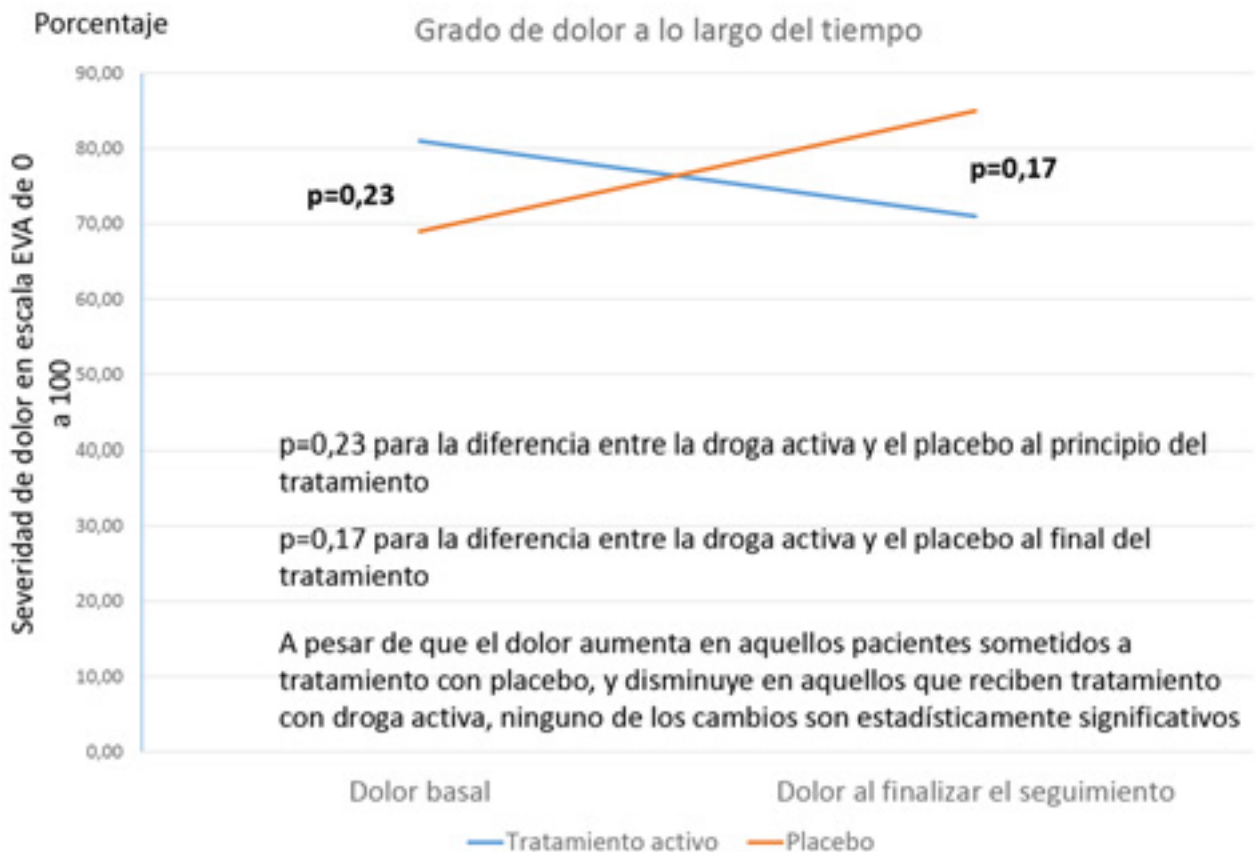 Porcentaje
Grado de dolor a lo largo del tiempo
Severidad de dolor en escala EVA de 0
a 100
90,00
80,00
70,00
60,00
50,00
40,00
30,00
20,00
10,00
0,00
p=0,23
p=0,17
p=0,23 para la diferencia entre la droga activa y el placebo al principio del
tratamiento
p=0,17 para la diferencia entre la droga activa y el placebo al final del
tratamiento
A pesar de que el dolor aumenta en aquellos pacientes sometidos a
tratamiento con placebo, y disminuye en aquellos que reciben tratamiento
con droga activa, ninguno de los cambios son estadísticamente significativos
Dolor basal
Dolor al finalizar el seguimiento
Tratamiento activo
Placebo